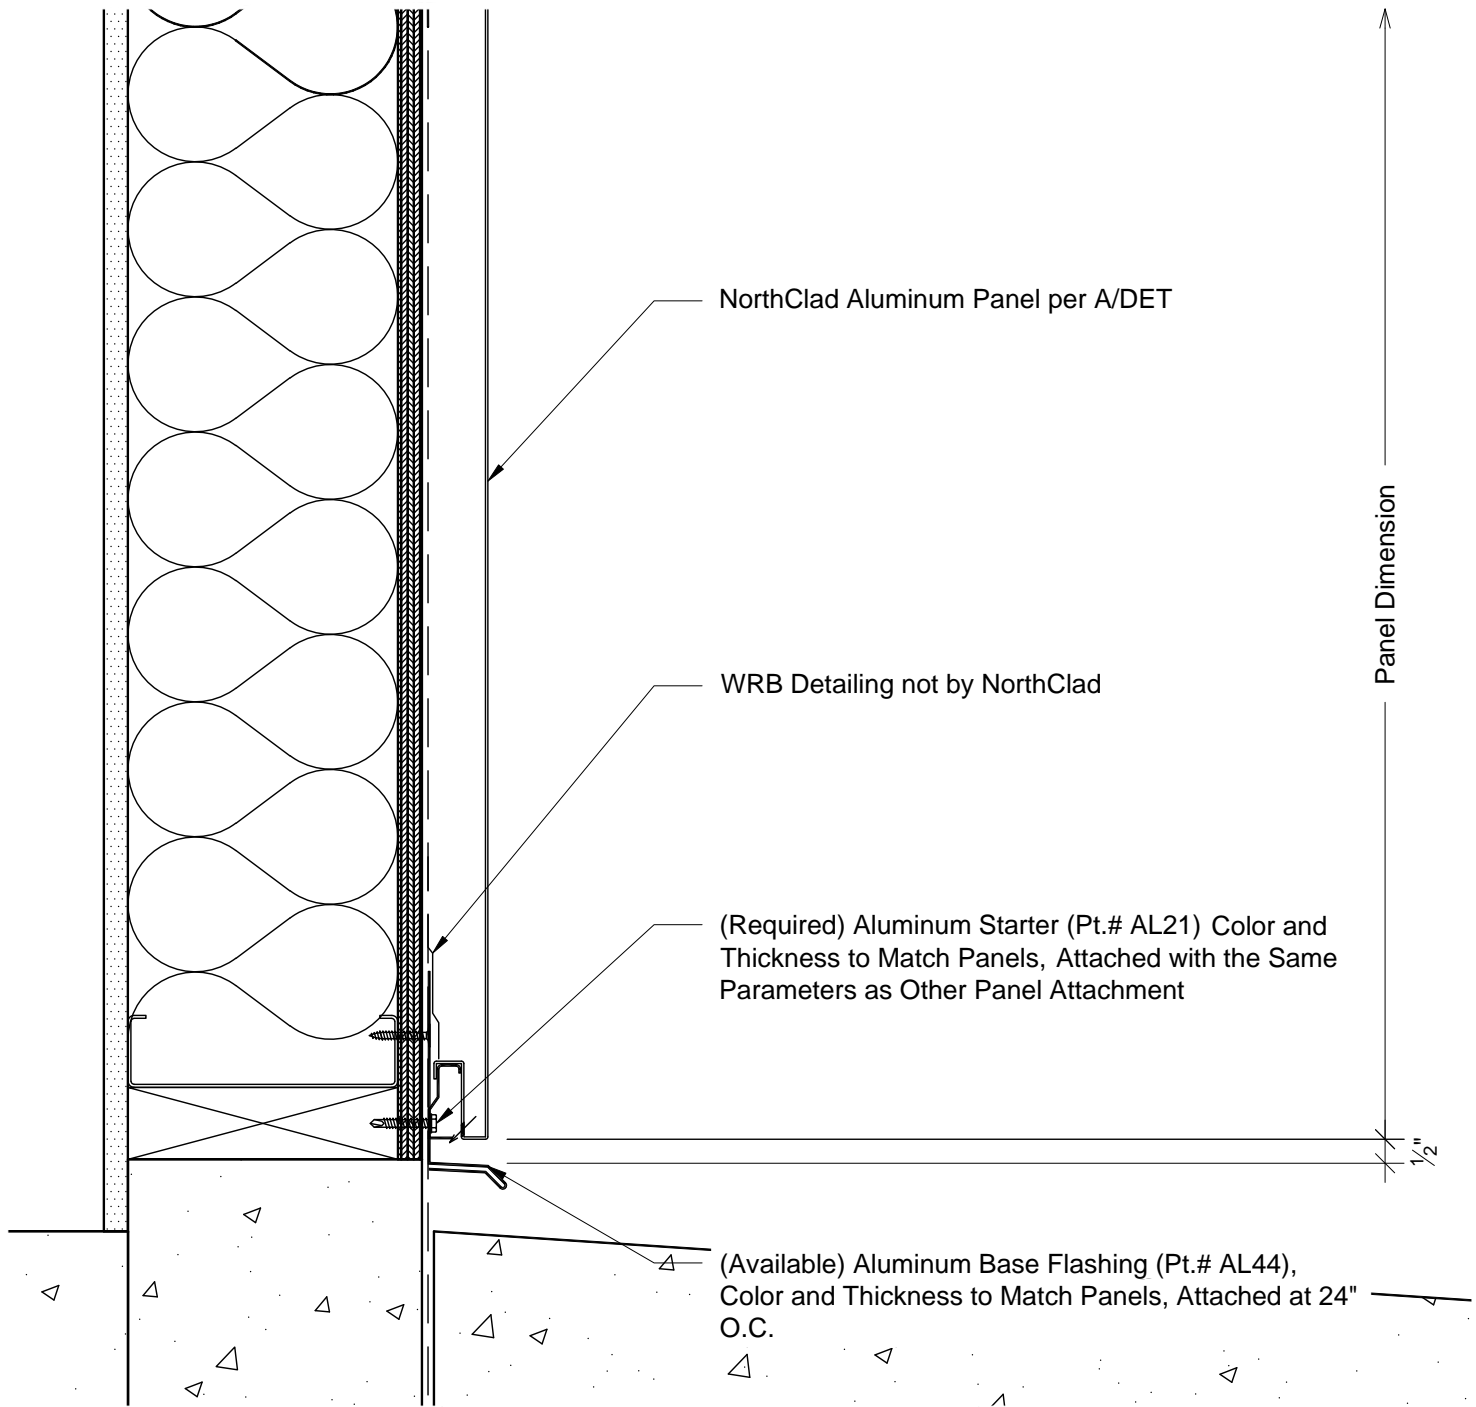 NorthClad Aluminum Panel per A/DET
Panel Dimension
WRB Detailing not by NorthClad
(Required) Aluminum Starter (Pt.# AL21) Color and
Thickness to Match Panels, Attached with the Same
Parameters as Other Panel Attachment
1/2"
(Available) Aluminum Base Flashing (Pt.# AL44),
Color and Thickness to Match Panels, Attached at 24"
O.C.